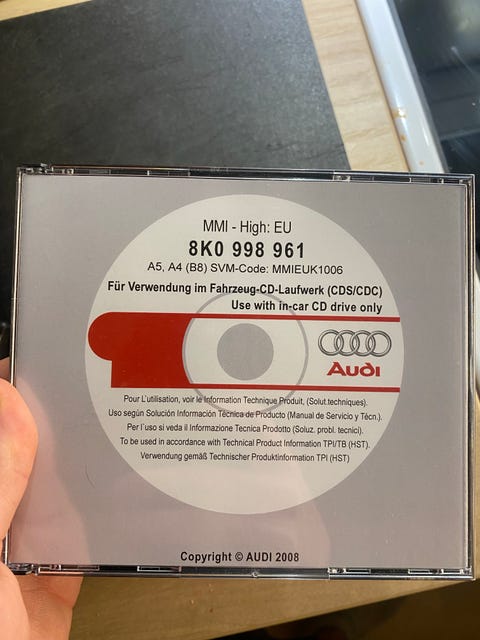 MMI - High: EU
8K0 998 961
A5, A4 (B8) SVM-Code: MMIEUK1006
Für Verwendung im Fahrzeug-CD-Laufwerk (CDS/CDC)
Use with in-car CD drive only
Audi
Pour L'utilisation, voir le Information Technique Produit, (Solut.techniques).
Uso según Solución Información Técnica de Producto (Manual de Servicio y Técn.).
Per l`uso si veda il Informazione Tecnica Prodotto (Soluz. probl. tecnici).
To be used in accordance with Technical Product Information TPI/TB (HST).
Verwendung gemäß Technischer Produktinformation TPI (HST)
Copyright © AUDI 2008